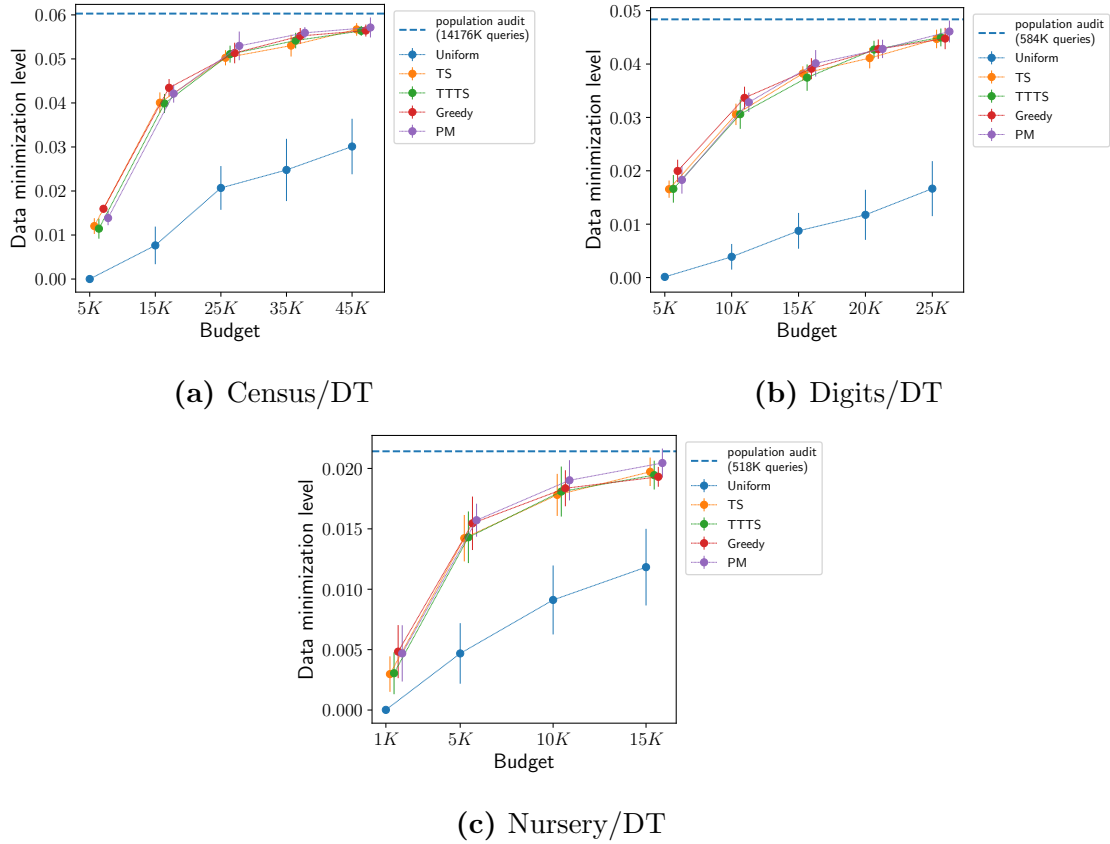 0.06
0.05
0.04
0.03
0.02
0.01
0.00
Data minimization level
5K 15K 25K 35K 45K
Budget
population audit
(14176K queries)
Uniform
TS
TTTS
Greedy
PM
(a) Census/DT
0.05
0.04
0.03
0.02
0.01
0.00
Data minimization level
5K 10K 15K 20K 25K
Budget
population audit
(584K queries)
Uniform
TS
TTTS
Greedy
PM
(b) Digits/DT
0.020
0.015
0.010
0.005
0.000
Data minimization level
1K 5K 10K 15K
Budget
population audit
(518K queries)
Uniform
TS
TTTS
Greedy
PM
(c) Nursery/DT